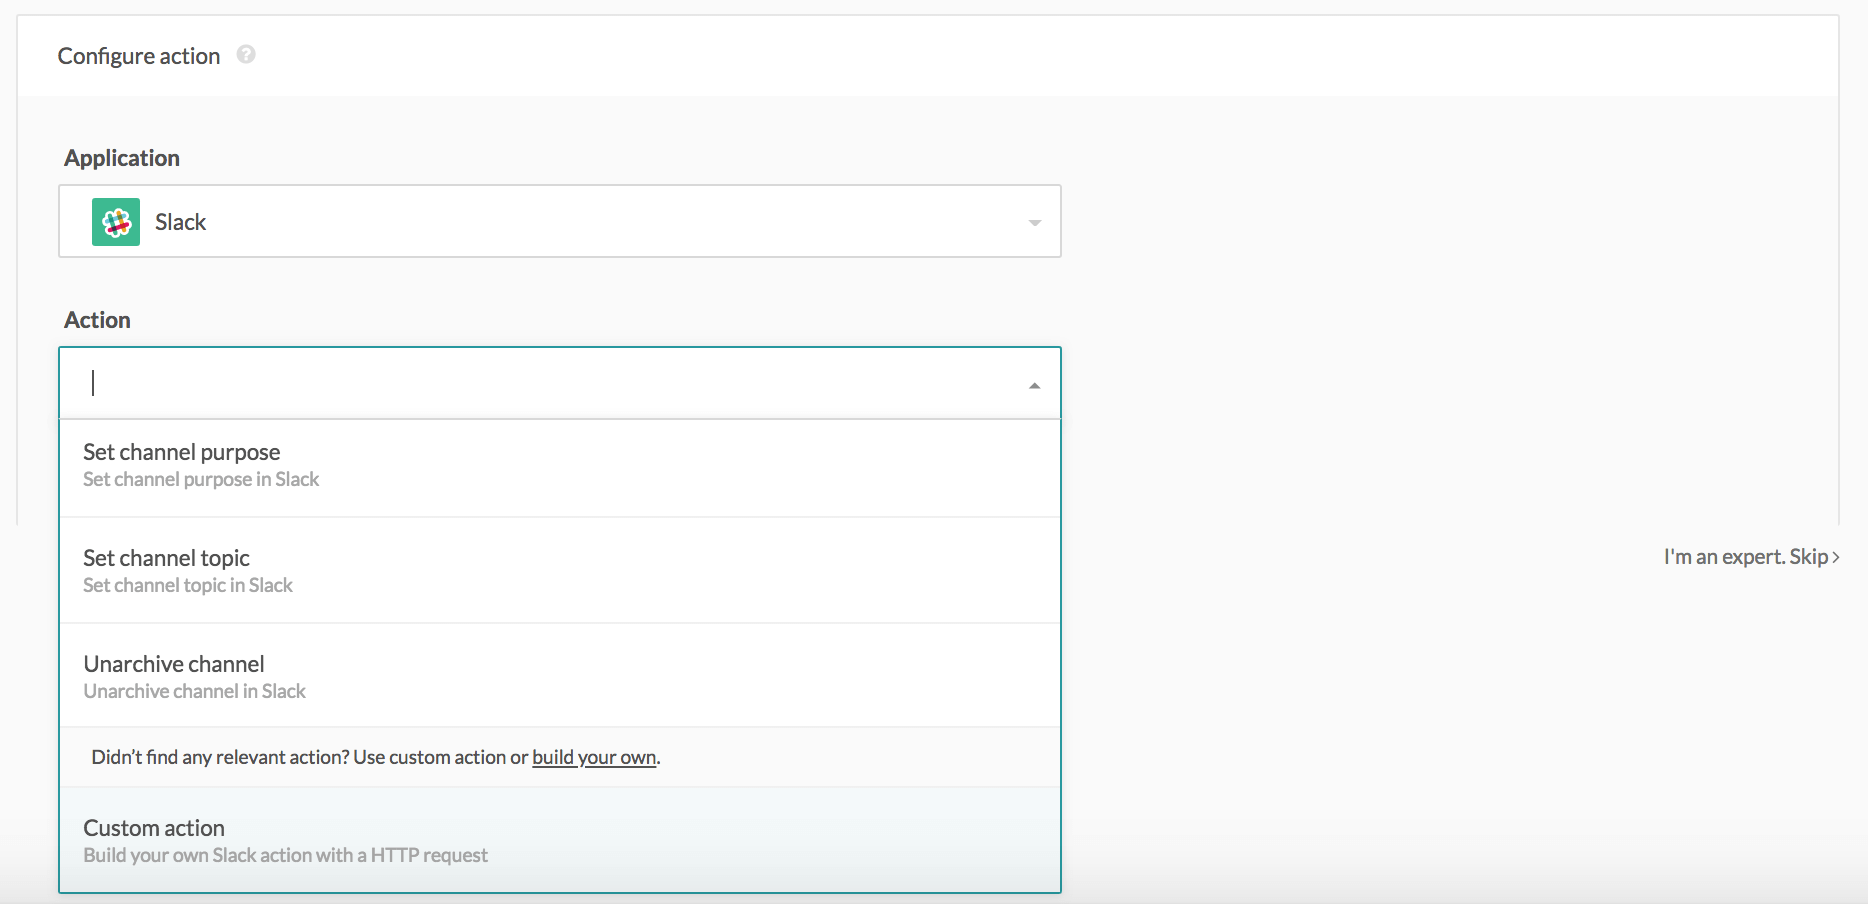 Configure action ?
Application
Slack
Action
Set channel purpose
Set channel purpose in Slack
Set channel topic
Set channel topic in Slack
I'm an expert. Skip ›
Unarchive channel
Unarchive channel in Slack
Didn’t find any relevant action? Use custom action or build your own.
Custom action
Build your own Slack action with a HTTP request